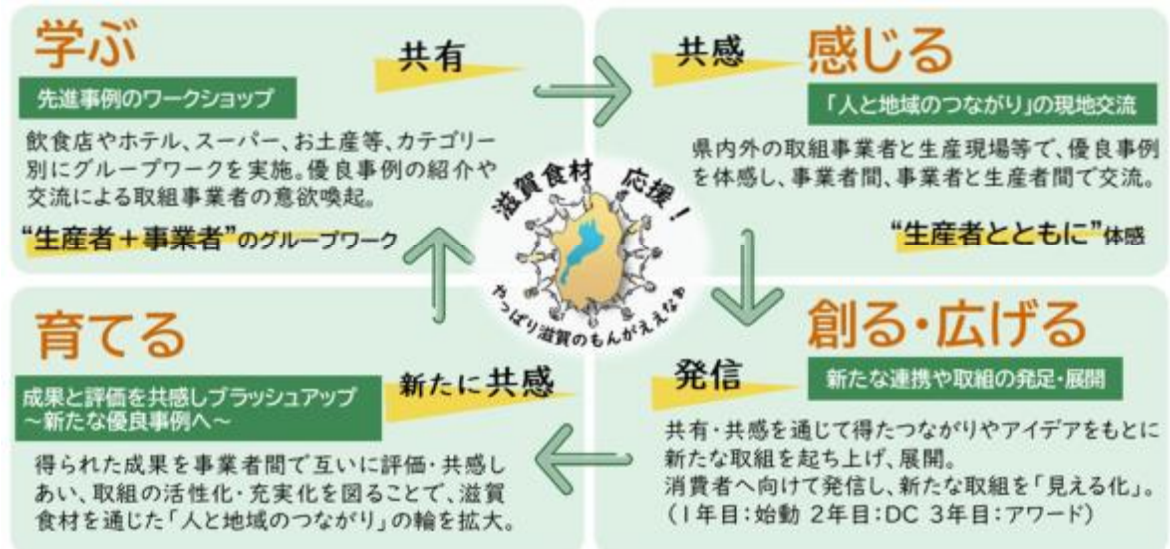 学ぶ
共有
先進事例のワークショップ
飲食店やホテル、スーパー、お土産等、カテゴリー
別にグループワークを実施。優良事例の紹介や
交流による取組事業者の意欲喚起。
“生産者＋事業者”のグループワーク
共感
感じる
「人と地域のつながり」の現地交流
県内外の取組事業者と生産現場等で、優良事例
を体感し、事業者間、事業者と生産者間で交流。
“生産者とともに”体感
滋賀食材 応援！
やっぱり滋賀のもんがええなぁ
創る・広げる
発信
新たな連携や取組の発足・展開
共有・共感を通じて得たつながりやアイデアをもとに
新たな取組を起ち上げ、展開。
消費者へ向けて発信し、新たな取組を「見える化」。
（1年目：始動 2年目：DC 3年目：アワード）
育てる
新たに共感
成果と評価を共感しブラッシュアップ
～新たな優良事例へ～
得られた成果を事業者間で互いに評価・共感し
あい、取組の活性化・充実化を図ることで、滋賀
食材を通じた「人と地域のつながり」の輪を拡大。